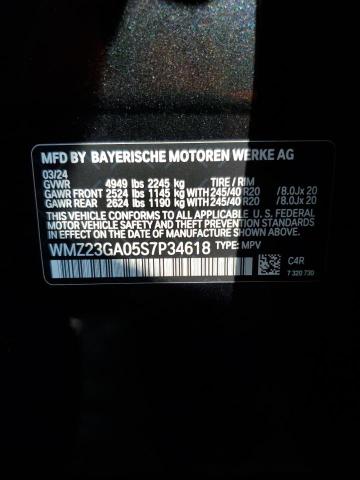 MFD BY BAYERISCHE MOTOREN WERKE AG
03/24
GVWR 4949 lbs 2245 kg TIRE / RIM
GAWR FRONT 2524 lbs 1145 kg WITH 245/40 R20 /8.0Jx 20
GAWR REAR 2624 lbs 1190 kg WITH 245/40 R20 /8.0Jx 20
THIS VEHICLE CONFORMS TO ALL APPLICABLE U.S. FEDERAL
MOTOR VEHICLE SAFETY, BUMPER, AND THEFT PREVENTION
STANDARDS IN EFFECT ON THE DATE OF MANUFACTURE SHOWN ABOVE.
WMZ23GA05S7P34618 TYPE: MPV
C4R
7 320 730